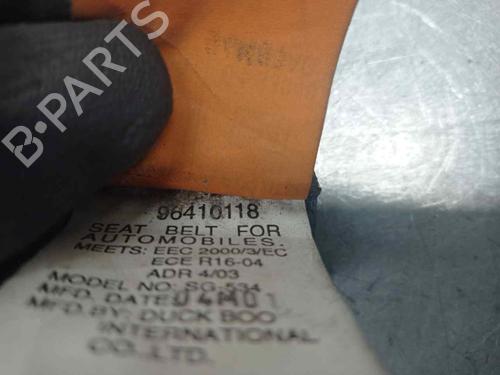 96410118
SEAT BELT FOR
AUTOMOBILES.
MEETS: EEC 2000/3/EC
ECE R16-04
ADR 4/03
MODEL NO: SG-534
MFD. DATE: 04M01
MFD. BY: DUCK BOO
INTERNATIONAL
CO., LTD.